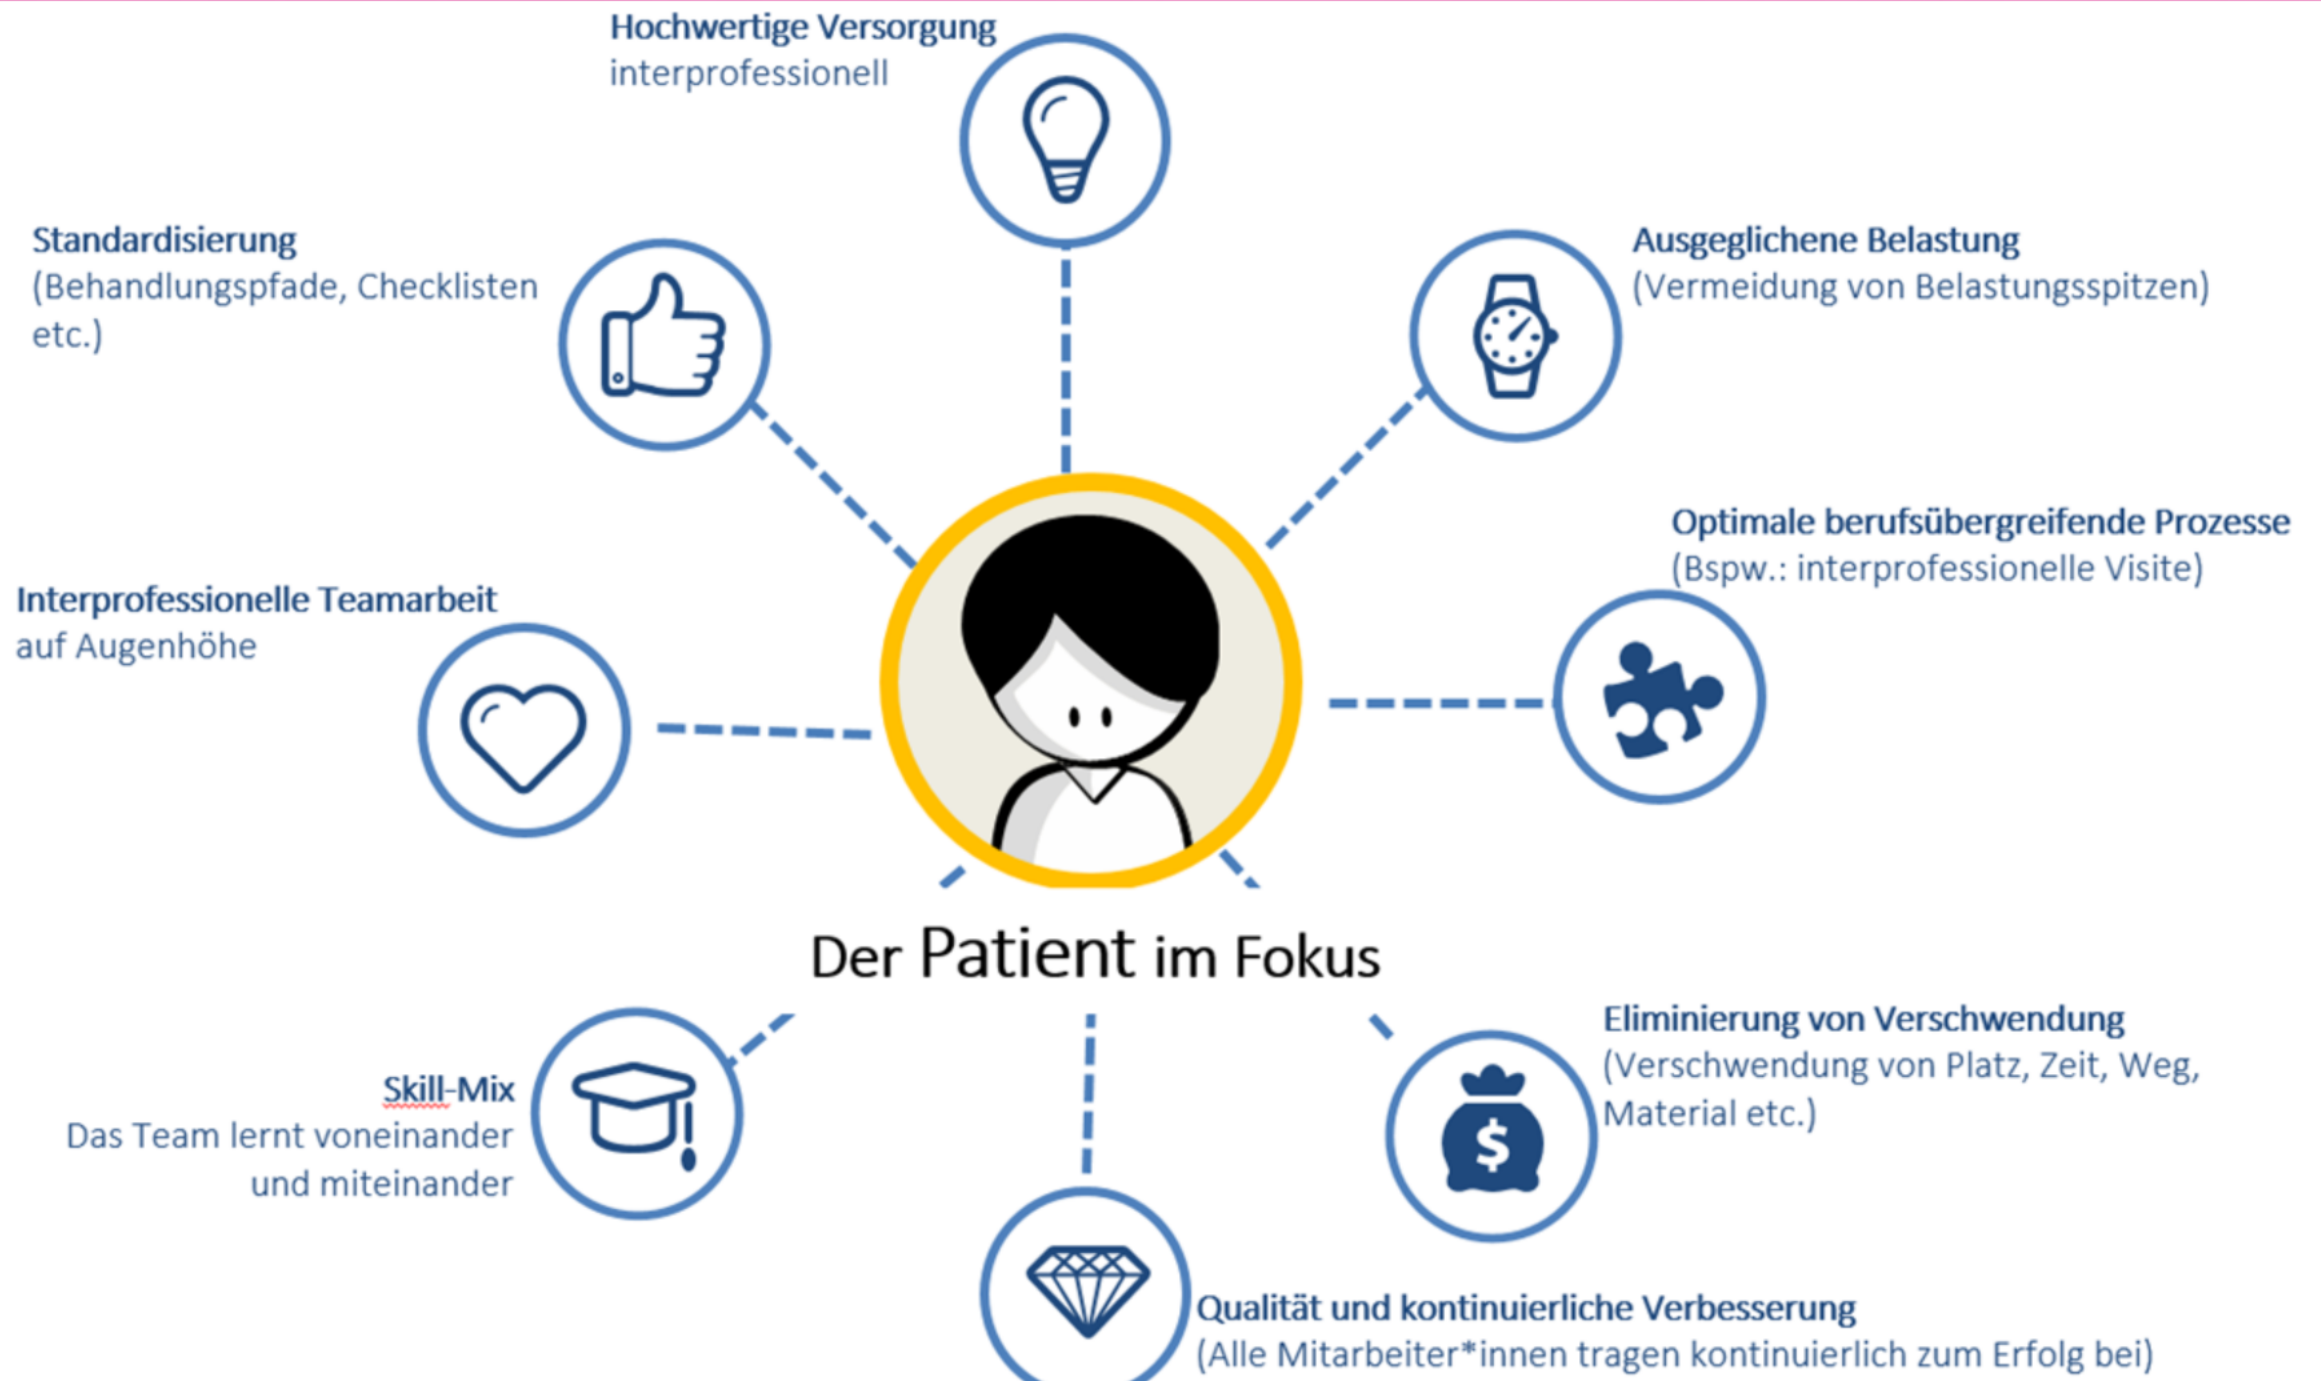 Hochwertige Versorgung
interprofessionell
Standardisierung
(Behandlungspfade, Checklisten
etc.)
Ausgeglichene Belastung
(Vermeidung von Belastungsspitzen)
Optimale berufsübergreifende Prozesse
(Bspw.: interprofessionelle Visite)
Interprofessionelle Teamarbeit
auf Augenhöhe
Der Patient im Fokus
Eliminierung von Verschwendung
(Verschwendung von Platz, Zeit, Weg,
Material etc.)
$
Skill-Mix
Das Team lernt voneinander
und miteinander
Qualität und kontinuierliche Verbesserung
(Alle Mitarbeiter*innen tragen kontinuierlich zum Erfolg bei)